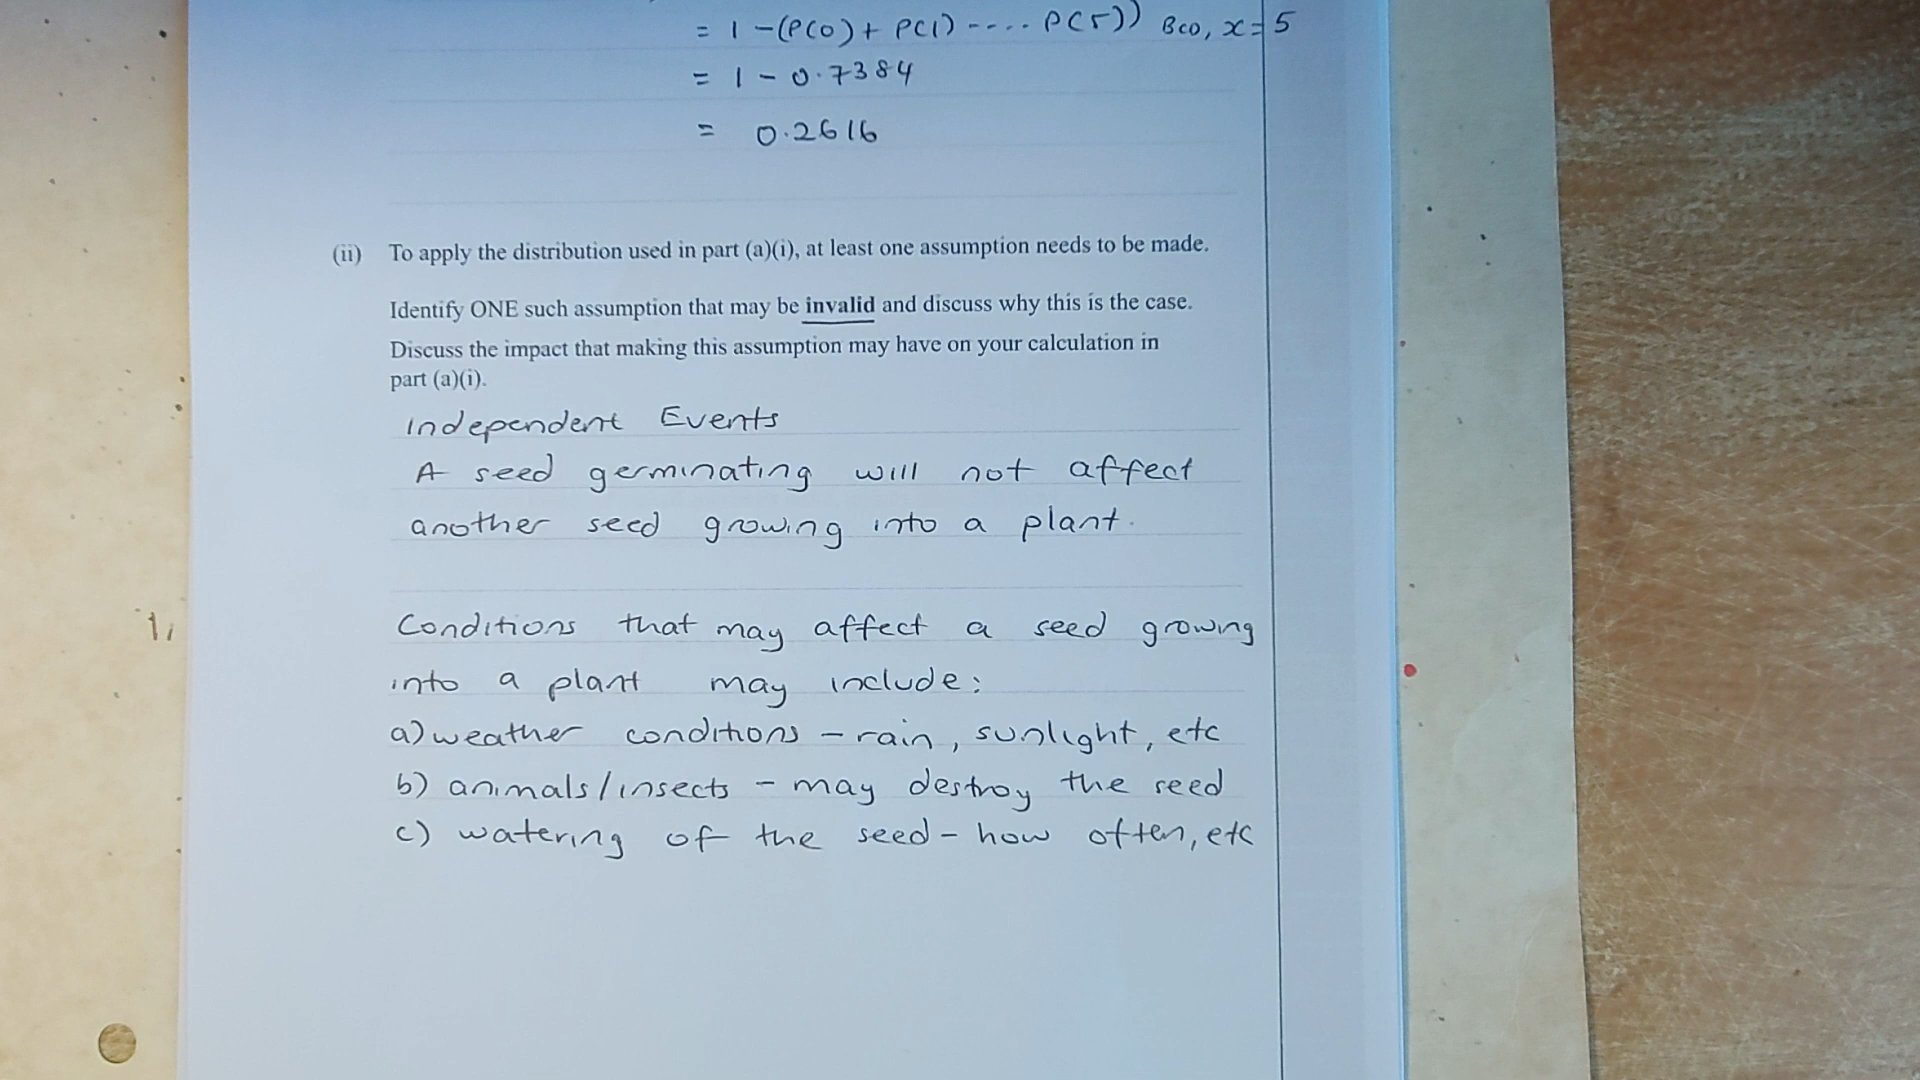 = 1 -(P(0) + P(1) ---- P(5)) BCD, x = 5
= 1 - 0.7384
= 0.2616
(ii) To apply the distribution used in part (a)(i), at least one assumption needs to be made.
Identify ONE such assumption that may be invalid and discuss why this is the case.
Discuss the impact that making this assumption may have on your calculation in
part (a)(i).
Independent Events
A seed germinating will not affect
another seed growing into a plant.
Conditions that may affect a seed growing
into a plant may include:
a) weather conditions - rain, sunlight, etc
b) animals/insects - may destroy the seed
c) watering of the seed - how often, etc